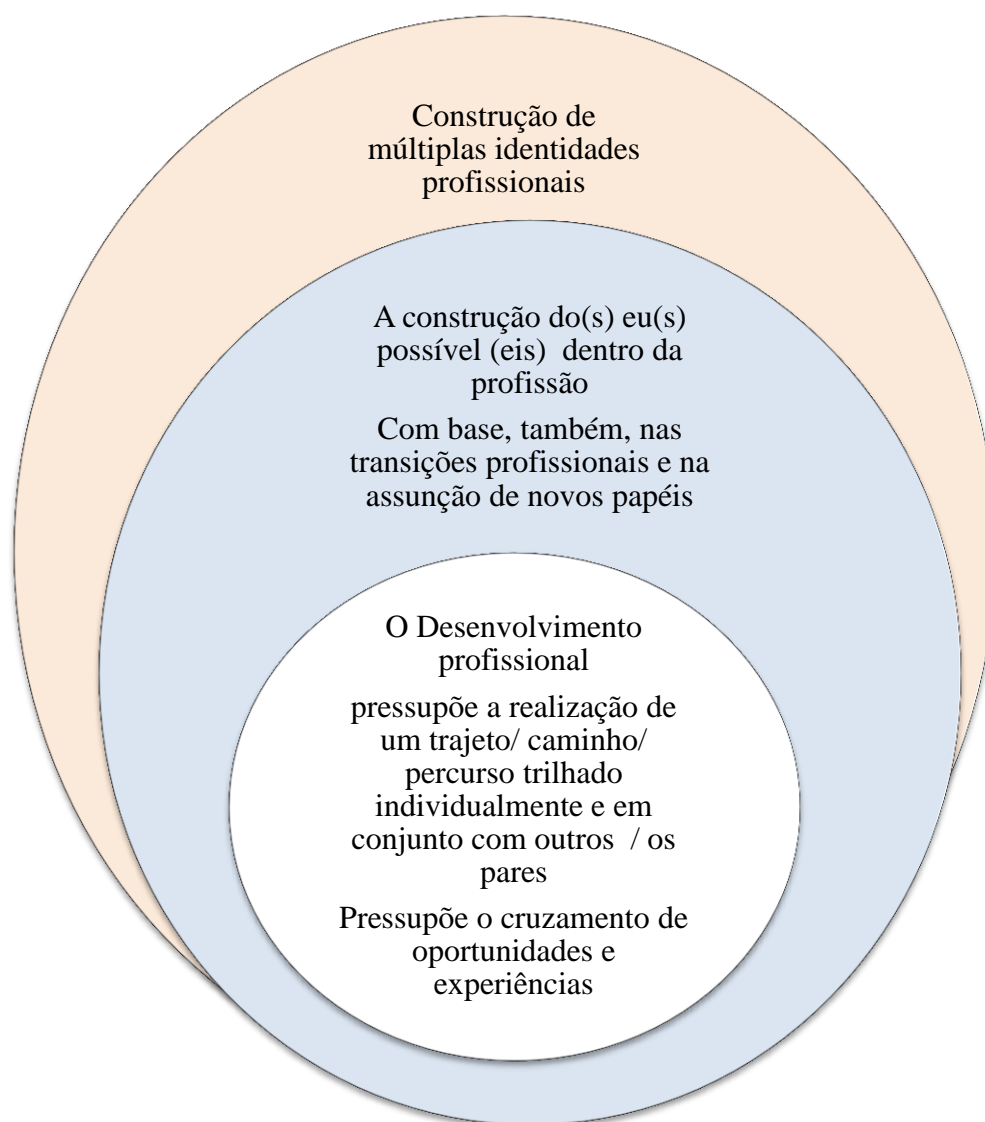 Construção de
múltiplas identidades
profissionais
A construção do(s) eu(s)
possível (eis) dentro da
profissão
Com base, também, nas
transições profissionais e na
assunção de novos papéis
O Desenvolvimento
profissional
pressupõe a realização de
um trajeto/ caminho/
percurso trilhado
individualmente e em
conjunto com outros / os
pares
Pressupõe o cruzamento de
oportunidades e
experiências